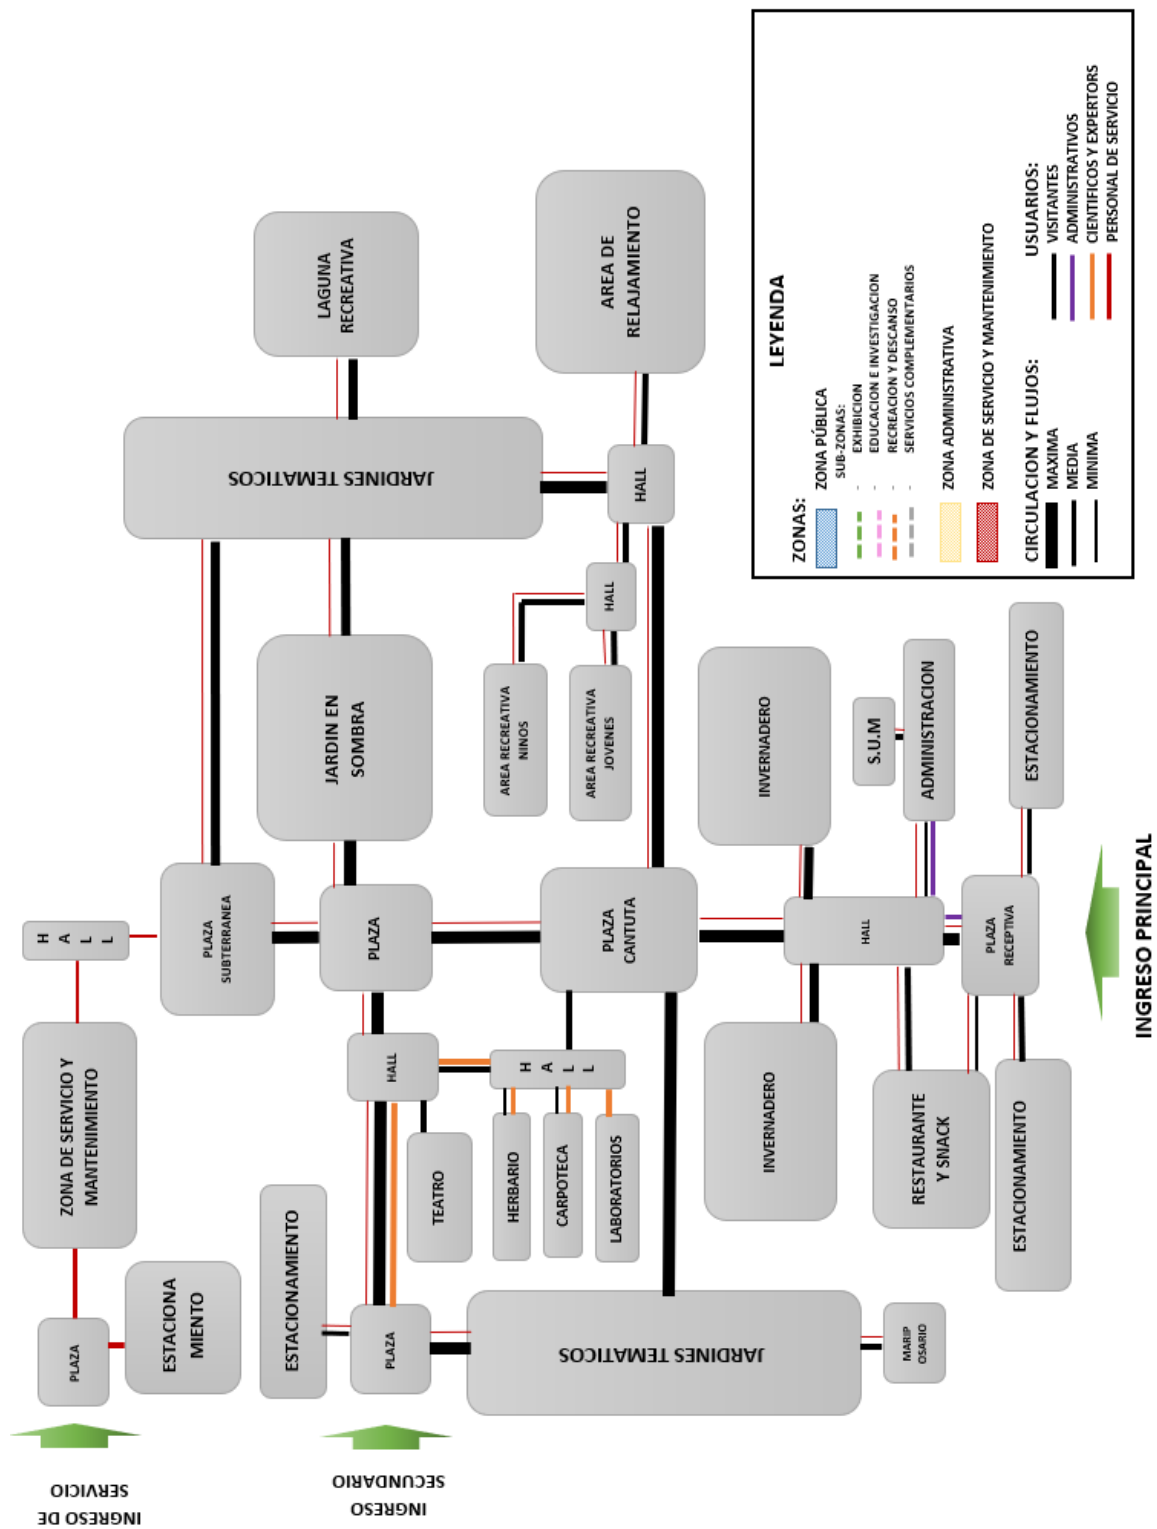 INGRESO DE
SERVICIO
PLAZA
ESTACIONA
MIENTO
ZONA DE SERVICIO Y
MANTENIMIENTO
H
A
L
L
INGRESO
SECUNDARIO
PLAZA
ESTACIONAMIENTO
HALL
TEATRO
H
A
L
L
HERBARIO
CARPOTECA
LABORATORIOS
JARDINES TEMATICOS
MARIP
OSARIO
PLAZA
SUBTERRANEA
PLAZA
PLAZA
CANTUTA
JARDIN EN
SOMBRA
JARDINES TEMATICOS
LAGUNA
RECREATIVA
HALL
AREA DE
RELAJAMIENTO
HALL
AREA RECREATIVA
NINOS
AREA RECREATIVA
JOVENES
INVERNADERO
INVERNADERO
HALL
S.U.M
ADMINISTRACION
RESTAURANTE
Y SNACK
PLAZA
RECEPTIVA
ESTACIONAMIENTO
ESTACIONAMIENTO
INGRESO PRINCIPAL
LEYENDA
ZONAS:
ZONA PÚBLICA
SUB-ZONAS:
- EXHIBICION
- EDUCACION E INVESTIGACION
- RECREACION Y DESCANSO
- SERVICIOS COMPLEMENTARIOS
ZONA ADMINISTRATIVA
ZONA DE SERVICIO Y MANTENIMIENTO
CIRCULACION Y FLUJOS:
MAXIMA
MEDIA
MINIMA
USUARIOS:
VISITANTES
ADMINISTRATIVOS
CIENTIFICOS Y EXPERTORS
PERSONAL DE SERVICIO